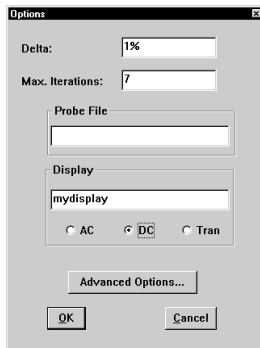 Options
Delta: 1%
Max. Iterations: 7
Probe File
Display
mydisplay
AC DC Tran
Advanced Options...
OK Cancel